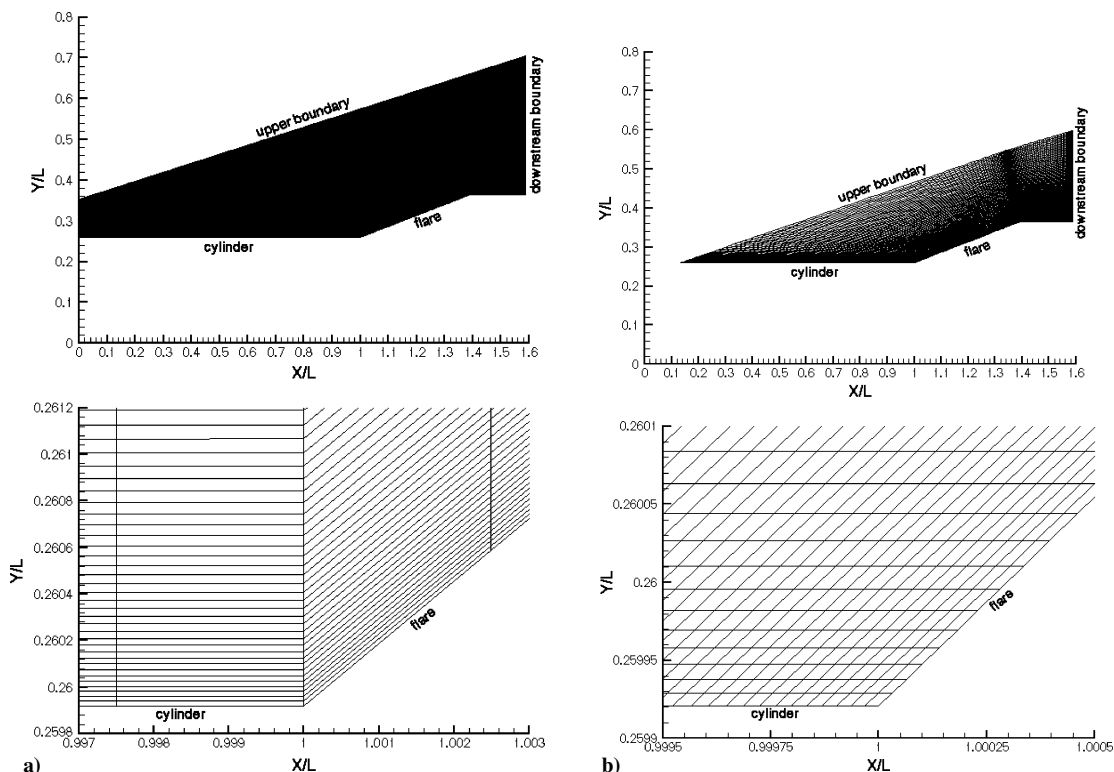 0.8
0.7
0.6
0.5
0.4
0.3
0.2
0.1
0
Y/L
upper boundary
downstream boundary
flare
cylinder
0 0.1 0.2 0.3 0.4 0.5 0.6 0.7 0.8 0.9 1 1.1 1.2 1.3 1.4 1.5 1.6
X/L
0.8
0.7
0.6
0.5
0.4
0.3
0.2
0.1
0
Y/L
upper boundary
downstream boundary
flare
cylinder
0 0.1 0.2 0.3 0.4 0.5 0.6 0.7 0.8 0.9 1 1.1 1.2 1.3 1.4 1.5 1.6
X/L
0.2612
0.261
0.2608
0.2606
0.2604
0.2602
0.26
0.2598
Y/L
flare
cylinder
0.997 0.998 0.999 1 1.001 1.002 1.003
X/L
a)
0.2601
0.26005
0.26
0.25995
0.2599
Y/L
flare
cylinder
0.9995 0.99975 1 1.00025 1.0005
X/L
b)